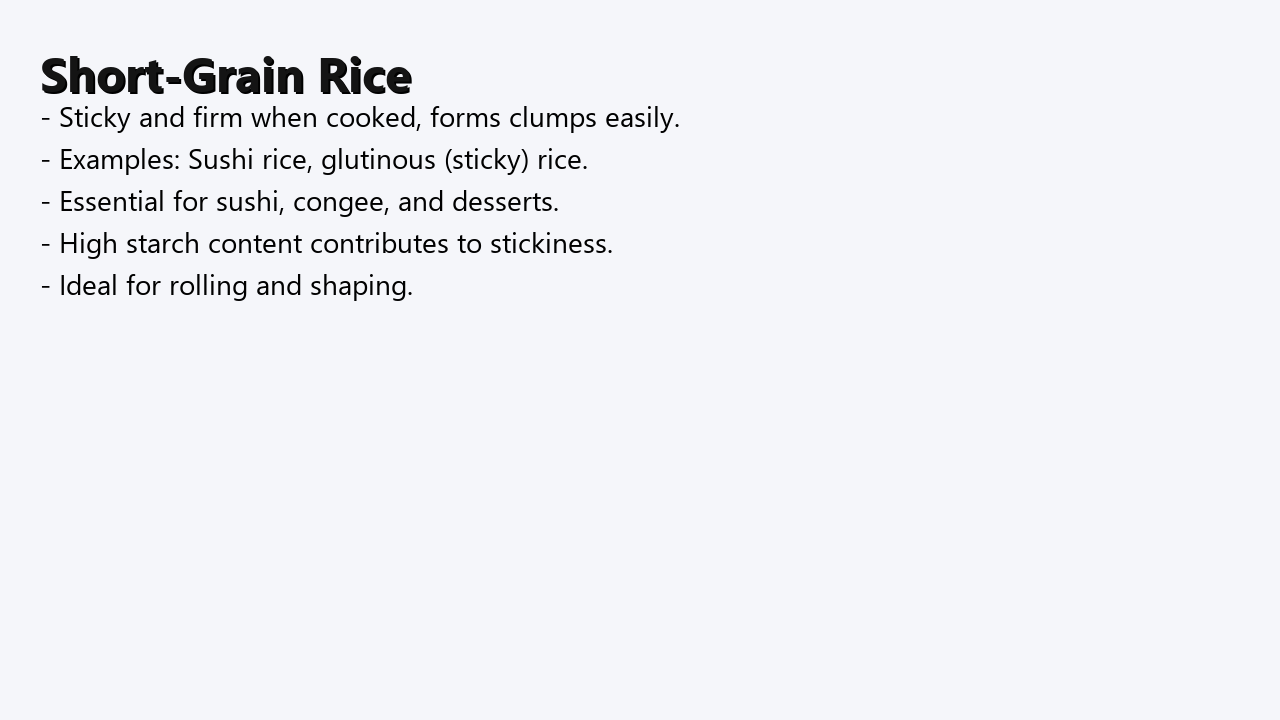 Short-Grain Rice
- Sticky and firm when cooked, forms clumps easily.
- Examples: Sushi rice, glutinous (sticky) rice.
- Essential for sushi, congee, and desserts.
- High starch content contributes to stickiness.
- Ideal for rolling and shaping.